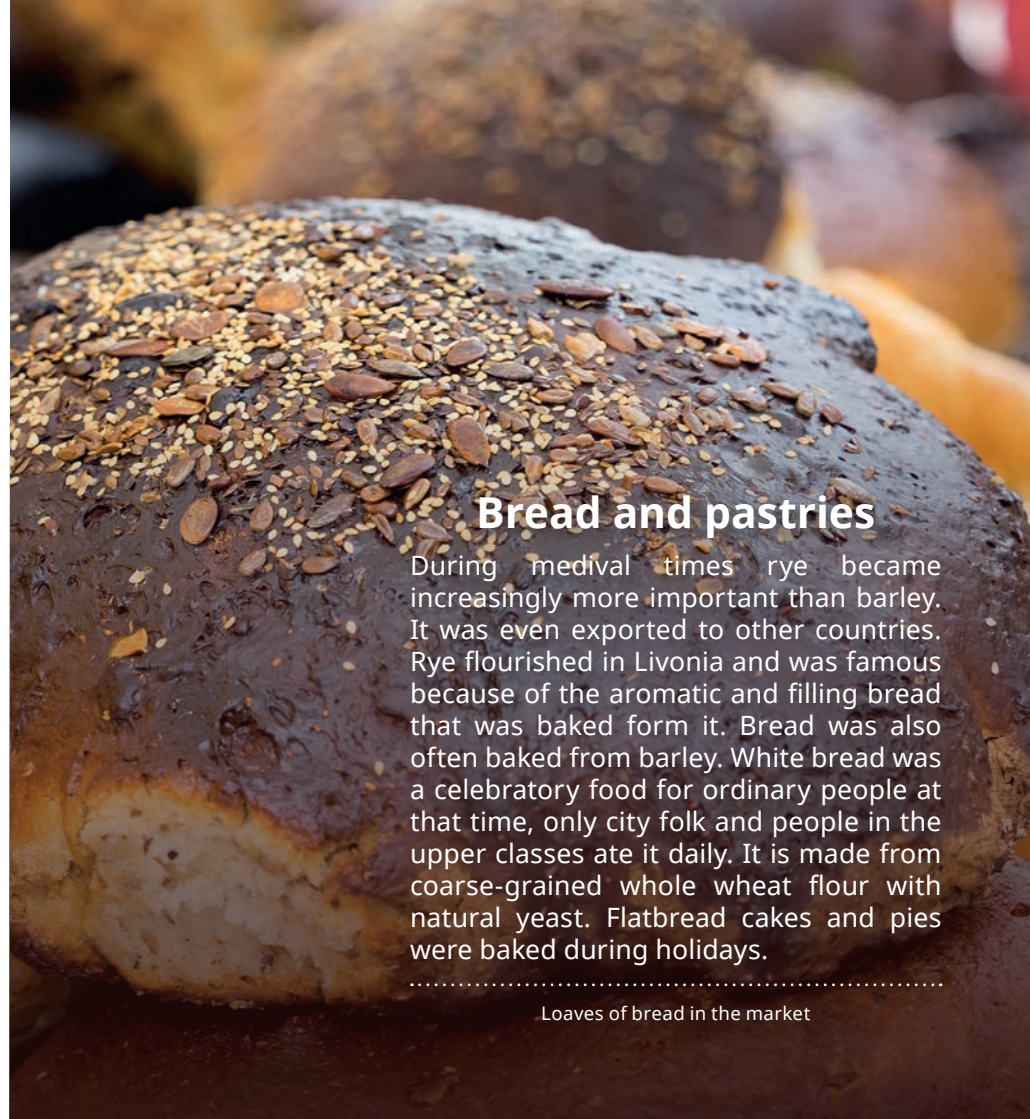 Bread and pastries
During medival times rye became
increasingly more important than barley.
It was even exported to other countries.
Rye flourished in Livonia and was famous
because of the aromatic and filling bread
that was baked form it. Bread was also
often baked from barley. White bread was
a celebratory food for ordinary people at
that time, only city folk and people in the
upper classes ate it daily. It is made from
coarse-grained whole wheat flour with
natural yeast. Flatbread cakes and pies
were baked during holidays.
Loaves of bread in the market